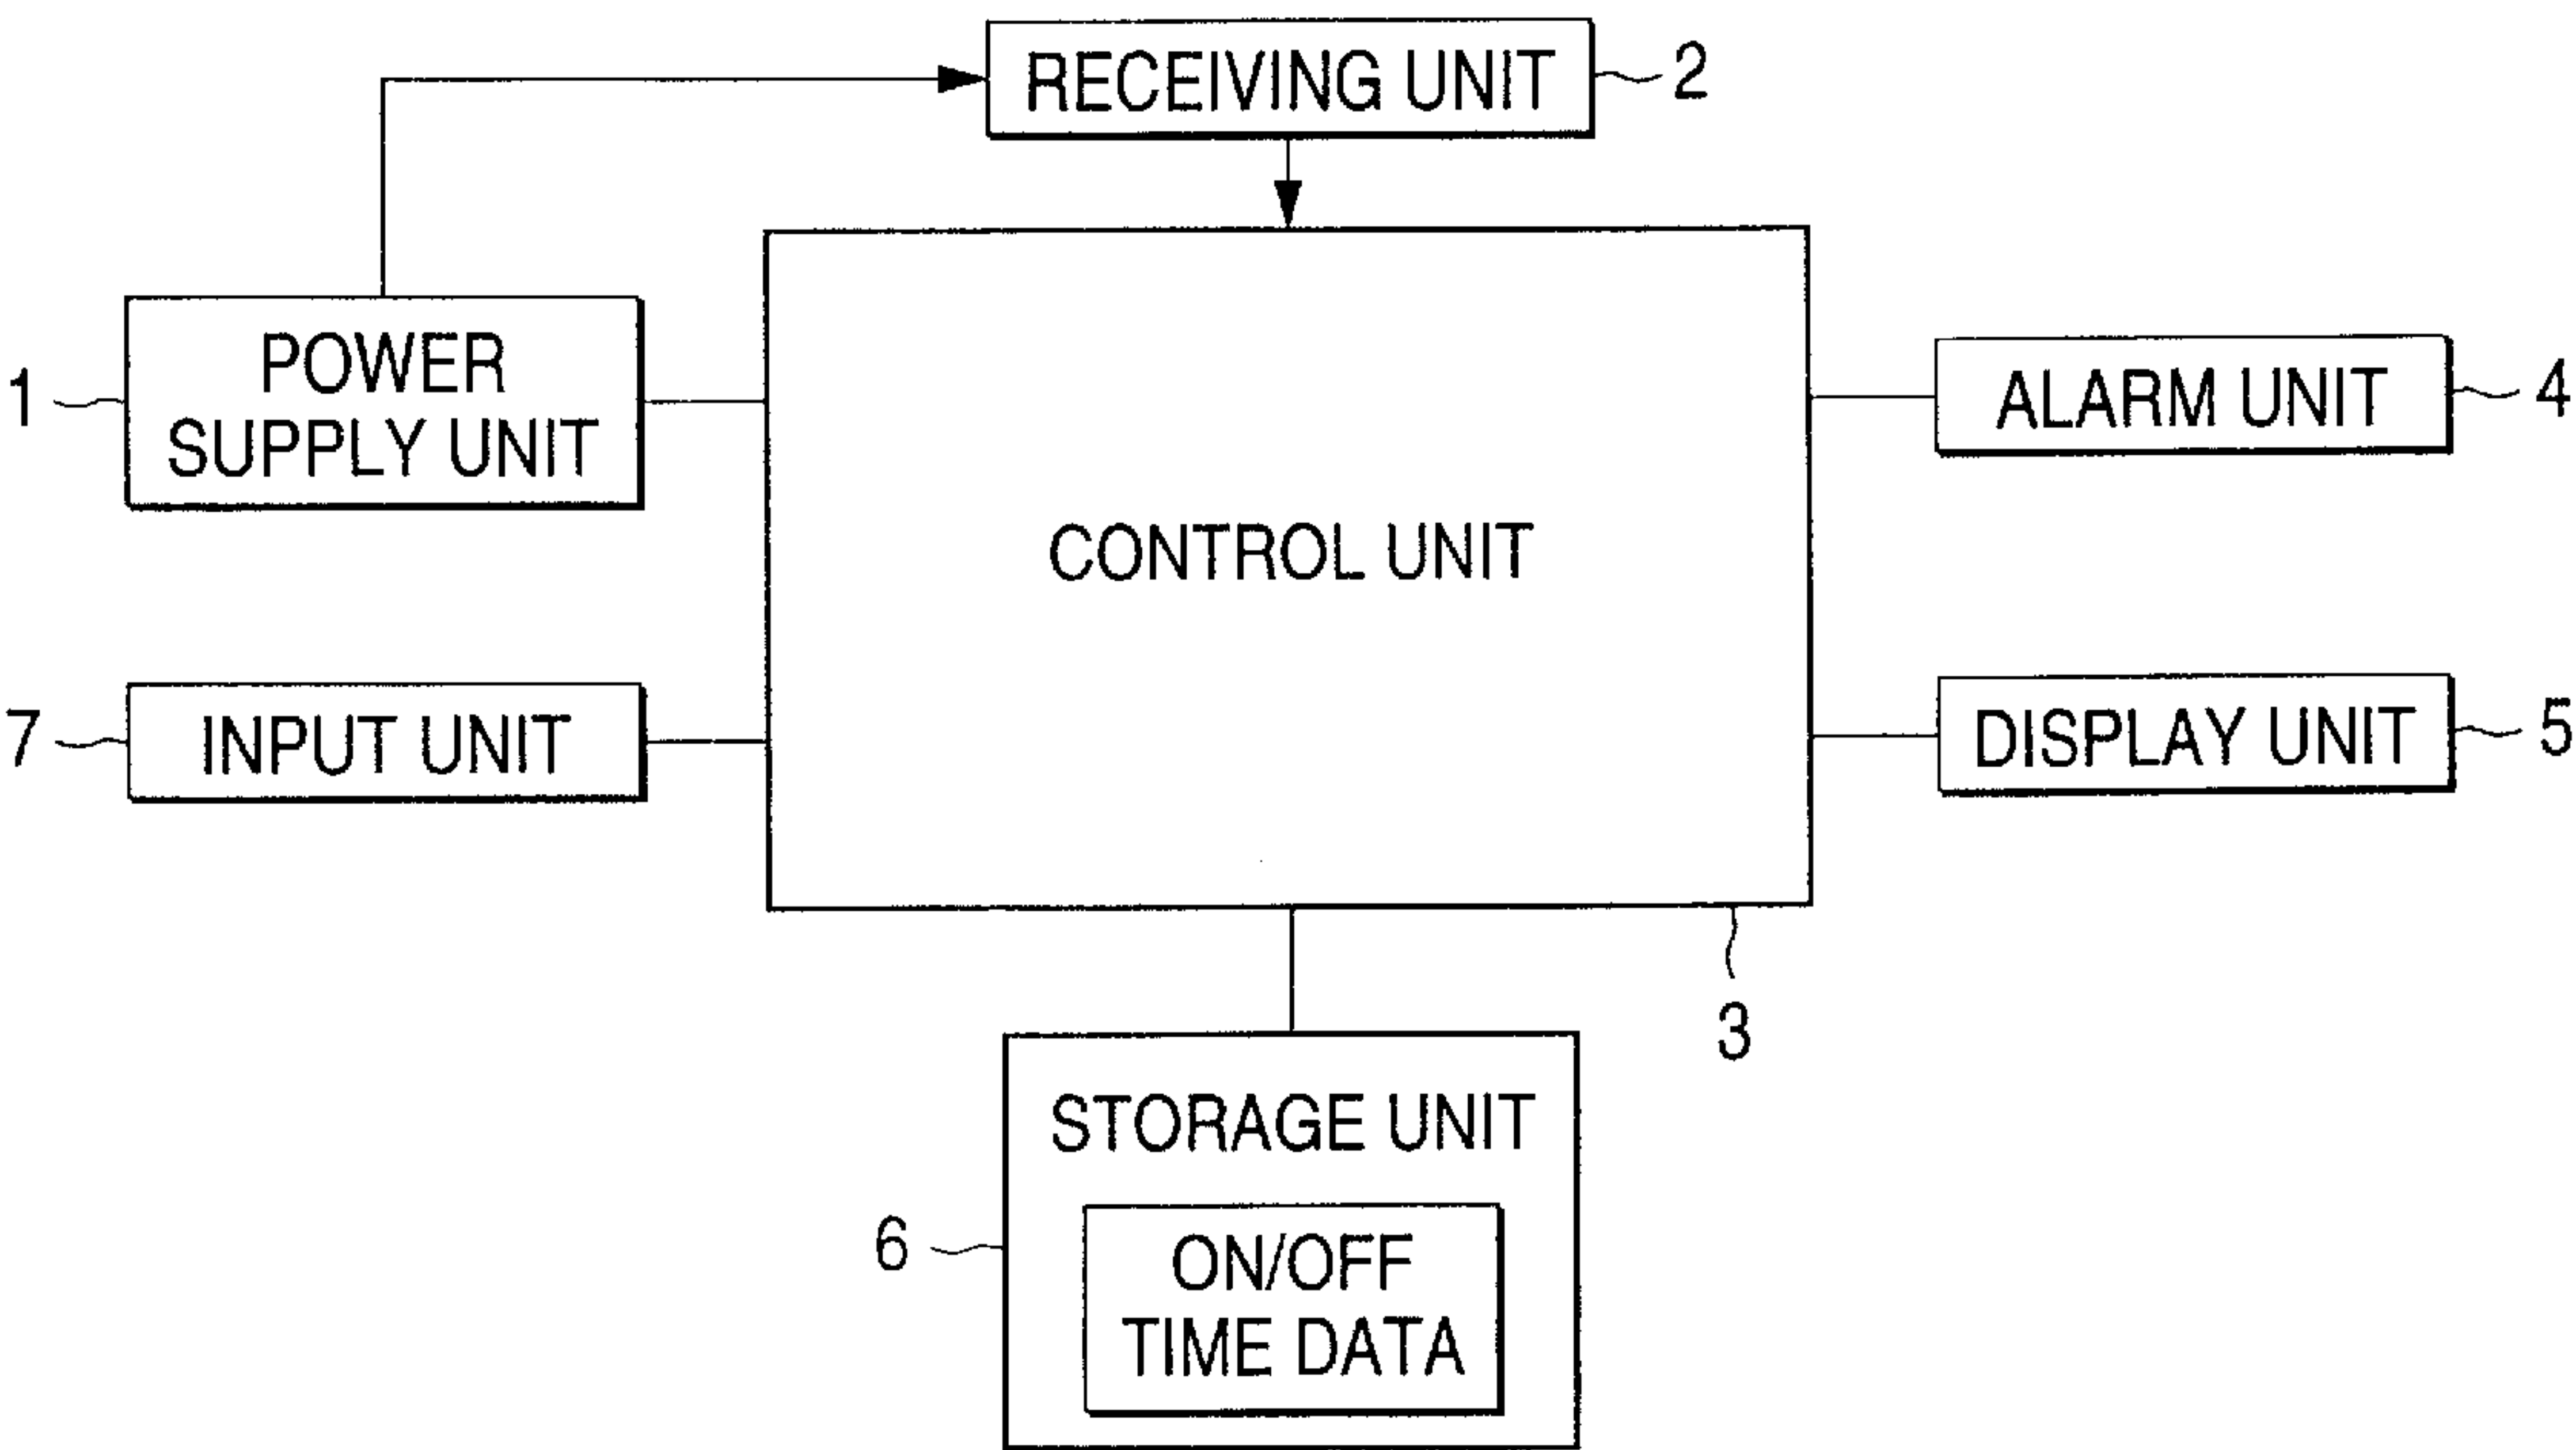 RECEIVING UNIT
2
POWER
SUPPLY UNIT
1
ALARM UNIT
4
CONTROL UNIT
INPUT UNIT
7
DISPLAY UNIT
5
3
STORAGE UNIT
6
ON/OFF
TIME DATA